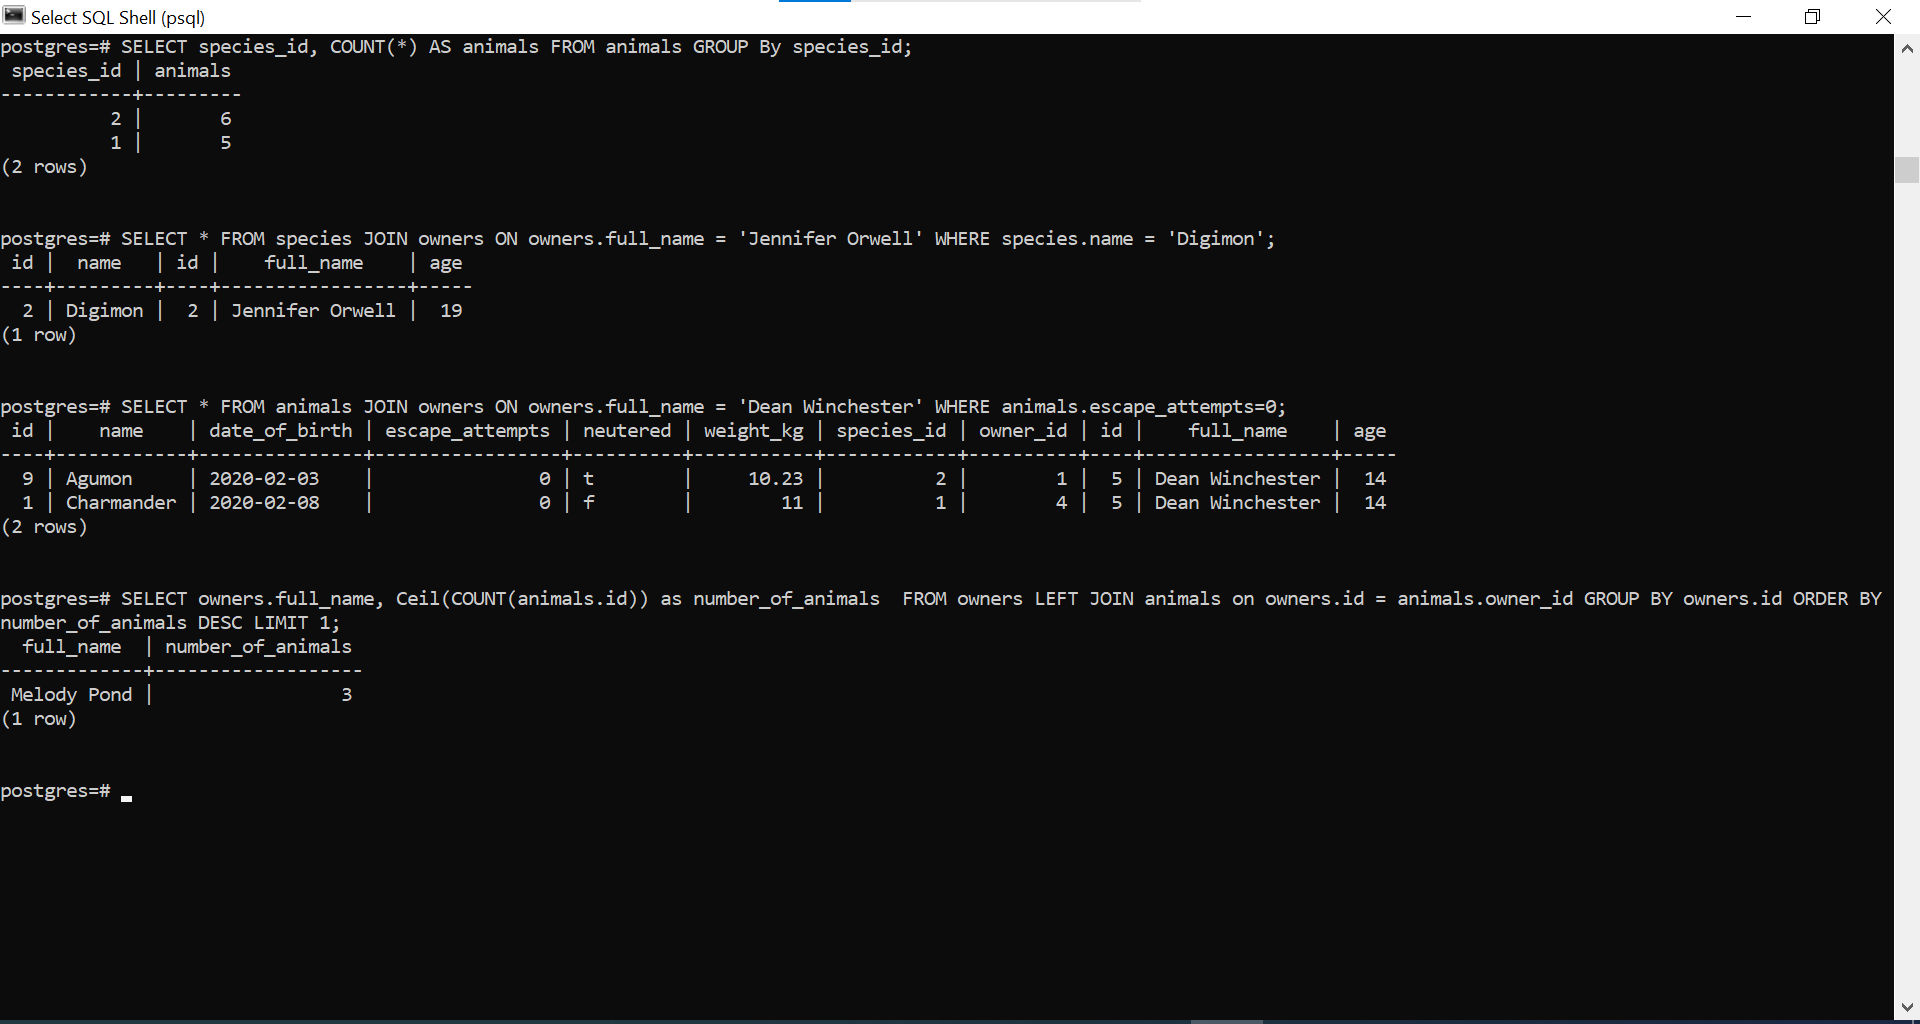 Select SQL Shell (psql)
postgres=# SELECT species_id, COUNT(*) AS animals FROM animals GROUP By species_id;
 species_id | animals
------------+---------
          2 |       6
          1 |       5
(2 rows)
postgres=# SELECT * FROM species JOIN owners ON owners.full_name = 'Jennifer Orwell' WHERE species.name = 'Digimon';
 id |  name   | id |    full_name    | age
----+---------+----+-----------------+-----
  2 | Digimon |  2 | Jennifer Orwell |  19
(1 row)
postgres=# SELECT * FROM animals JOIN owners ON owners.full_name = 'Dean Winchester' WHERE animals.escape_attempts=0;
 id |    name    | date_of_birth | escape_attempts | neutered | weight_kg | species_id | owner_id | id |    full_name    | age
----+------------+---------------+-----------------+----------+-----------+------------+----------+----+-----------------+-----
  9 | Agumon     | 2020-02-03    |               0 | t        |     10.23 |          2 |        1 |  5 | Dean Winchester |  14
  1 | Charmander | 2020-02-08    |               0 | f        |        11 |          1 |        4 |  5 | Dean Winchester |  14
(2 rows)
postgres=# SELECT owners.full_name, Ceil(COUNT(animals.id)) as number_of_animals  FROM owners LEFT JOIN animals on owners.id = animals.owner_id GROUP BY owners.id ORDER BY
number_of_animals DESC LIMIT 1;
  full_name  | number_of_animals
-------------+-------------------
 Melody Pond |                 3
(1 row)
postgres=#